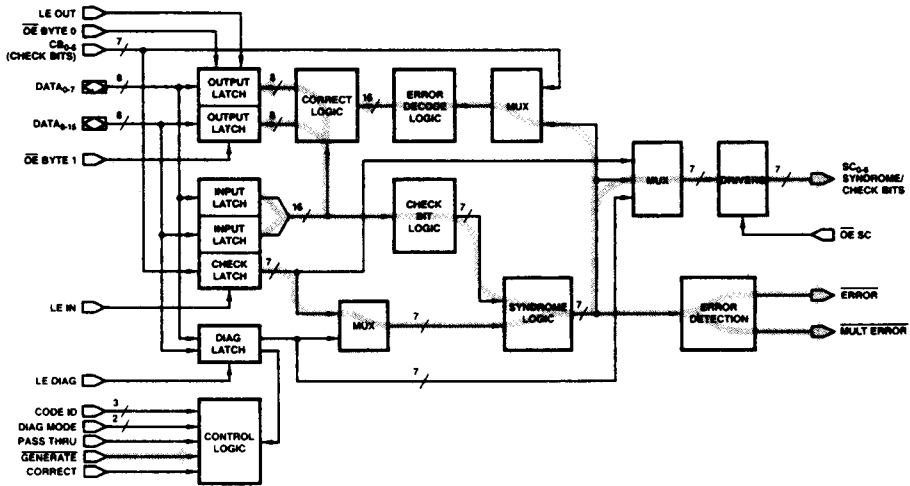 LE OUT
OE BYTE 0
CB0-6
(CHECK BITS)
7
DATA0-7
8
DATA8-15
8
OE BYTE 1
OUTPUT
LATCH
8
OUTPUT
LATCH
8
CORRECT
LOGIC
16
ERROR
DECODE
LOGIC
MUX
INPUT
LATCH
INPUT
LATCH
16
CHECK
LATCH
7
CHECK
BIT
LOGIC
7
MUX
7
DRIVERS
7
SC0-6
SYNDROME/
CHECK BITS
OE SC
LE IN
MUX
7
SYNDROME
LOGIC
7
ERROR
DETECTION
ERROR
MULT ERROR
DIAG
LATCH
7
LE DIAG
CODE ID
3
DIAG MODE
2
PASS THRU
GENERATE
CORRECT
CONTROL
LOGIC